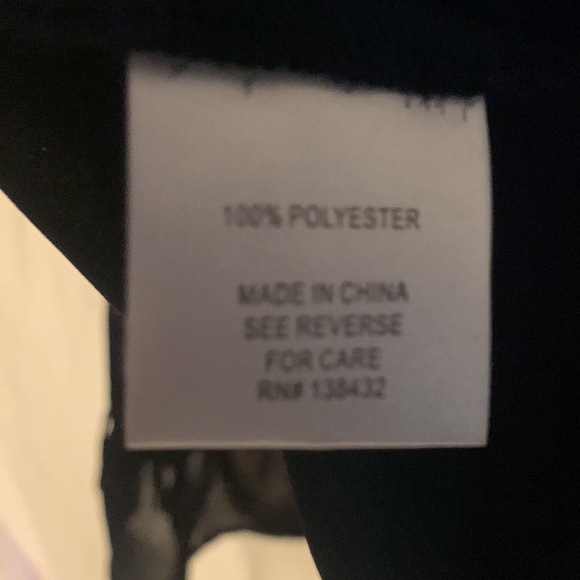 100% POLYESTER
MADE IN CHINA
SEE REVERSE
FOR CARE
RN# 138432